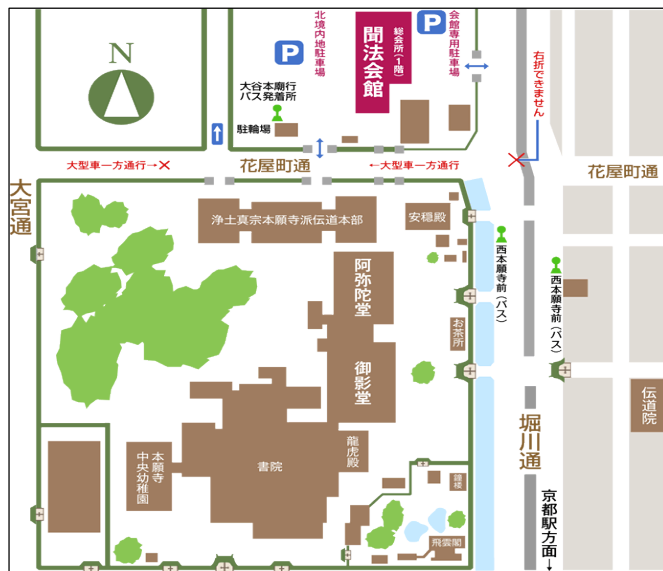 N
北境内地駐車場
P
総会所(1階)
聞法会館
P
会館専用駐車場
右折できません
大谷本廟行
バス発着所
駐輪場
大型車一方通行→×
花屋町通
←大型車一方通行
花屋町通
大宮通
浄土真宗本願寺派伝道本部
安穏殿
西本願寺前(バス)
西本願寺前(バス)
阿弥陀堂
お茶所
御影堂
伝道院
堀川通
本願寺
中央幼稚園
書院
龍虎殿
鐘楼
飛雲閣
京都駅方面→